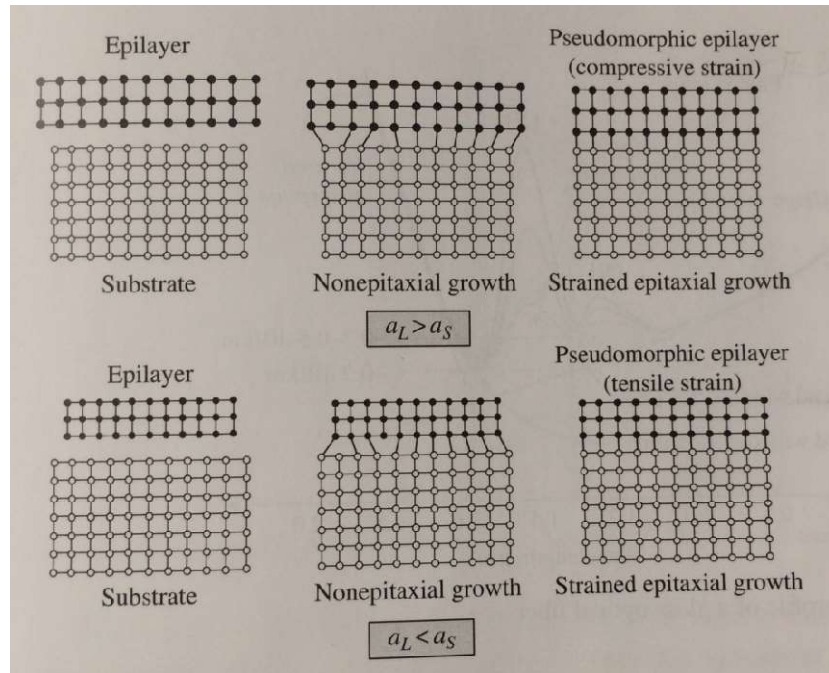 Epilayer
Pseudomorphic epilayer
(compressive strain)
Substrate
Nonepitaxial growth
Strained epitaxial growth
a_L > a_S
Epilayer
Pseudomorphic epilayer
(tensile strain)
Substrate
Nonepitaxial growth
Strained epitaxial growth
a_L < a_S